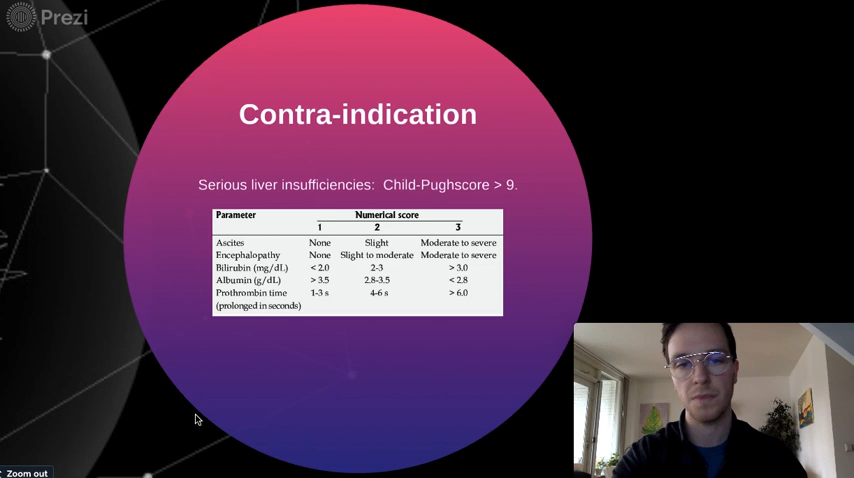 Prezi
Contra-indication
Serious liver insufficiencies: Child-Pughscore > 9.
Parameter Numerical score
1 2 3
Ascites None Slight Moderate to severe
Encephalopathy None Slight to moderate Moderate to severe
Bilirubin (mg/dL) < 2.0 2-3 > 3.0
Albumin (g/dL) > 3.5 2.8-3.5 < 2.8
Prothrombin time 1-3 s 4-6 s > 6.0
(prolonged in seconds)
Zoom out